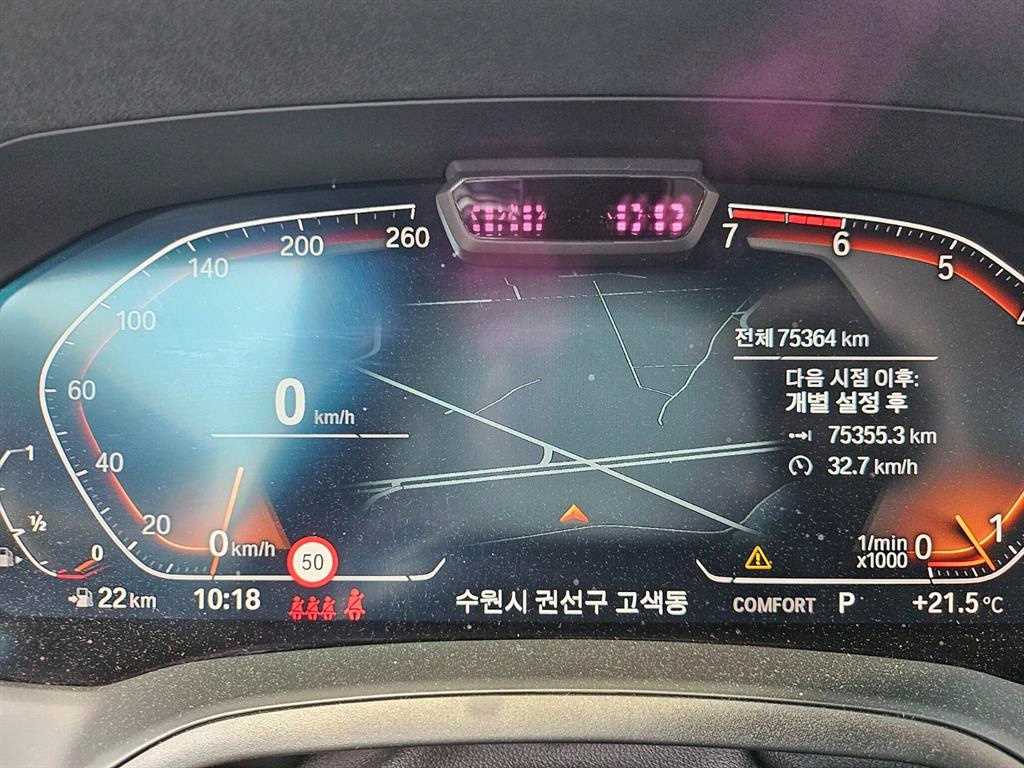 260
200
140
100
60
40
20
0 km/h
0 km/h
50
1
½
0
22 km
10:18
7
6
5
4
전체 75364 km
다음 시점 이후:
개별 설정 후
75355.3 km
32.7 km/h
1/min
x1000
0
1
수원시 권선구 고색동
COMFORT
P
+21.5 °C